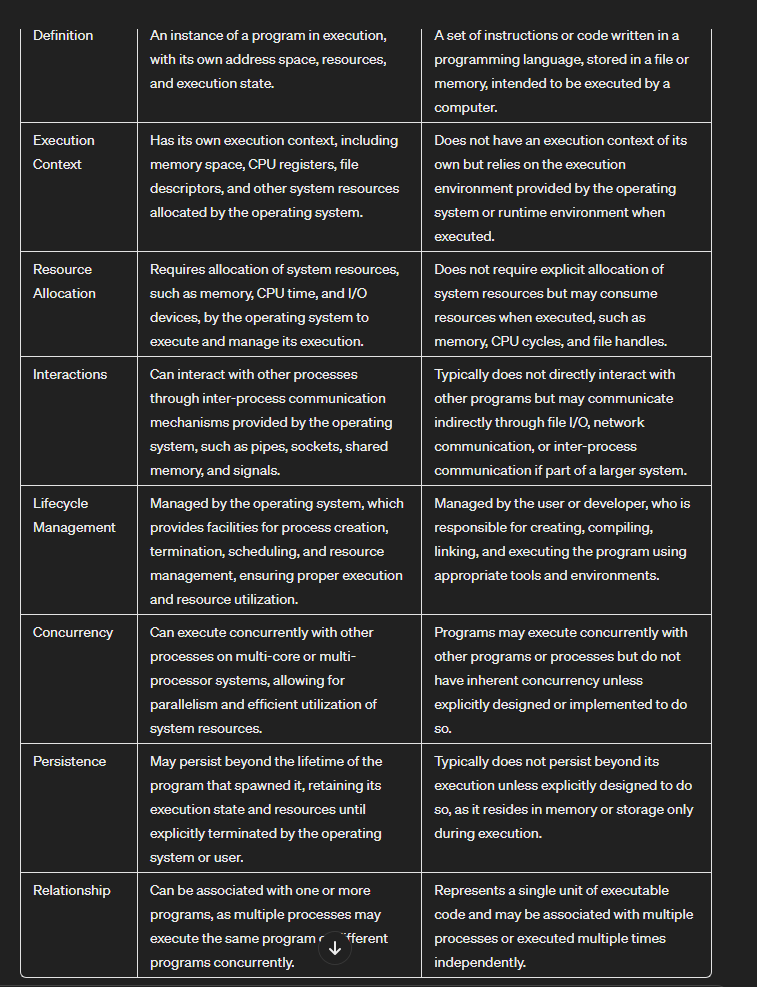 Definition
An instance of a program in execution,
with its own address space, resources,
and execution state.
A set of instructions or code written in a
programming language, stored in a file or
memory, intended to be executed by a
computer.
Execution
Context
Has its own execution context, including
memory space, CPU registers, file
descriptors, and other system resources
allocated by the operating system.
Does not have an execution context of its
own but relies on the execution
environment provided by the operating
system or runtime environment when
executed.
Resource
Allocation
Requires allocation of system resources,
such as memory, CPU time, and I/O
devices, by the operating system to
execute and manage its execution.
Does not require explicit allocation of
system resources but may consume
resources when executed, such as
memory, CPU cycles, and file handles.
Interactions
Can interact with other processes
through inter-process communication
mechanisms provided by the operating
system, such as pipes, sockets, shared
memory, and signals.
Typically does not directly interact with
other programs but may communicate
indirectly through file I/O, network
communication, or inter-process
communication if part of a larger system.
Lifecycle
Management
Managed by the operating system, which
provides facilities for process creation,
termination, scheduling, and resource
management, ensuring proper execution
and resource utilization.
Managed by the user or developer, who is
responsible for creating, compiling,
linking, and executing the program using
appropriate tools and environments.
Concurrency
Can execute concurrently with other
processes on multi-core or multi-
processor systems, allowing for
parallelism and efficient utilization of
system resources.
Programs may execute concurrently with
other programs or processes but do not
have inherent concurrency unless
explicitly designed or implemented to do
so.
Persistence
May persist beyond the lifetime of the
program that spawned it, retaining its
execution state and resources until
explicitly terminated by the operating
system or user.
Typically does not persist beyond its
execution unless explicitly designed to do
so, as it resides in memory or storage only
during execution.
Relationship
Can be associated with one or more
programs, as multiple processes may
execute the same program different
programs concurrently.
Represents a single unit of executable
code and may be associated with multiple
processes or executed multiple times
independently.